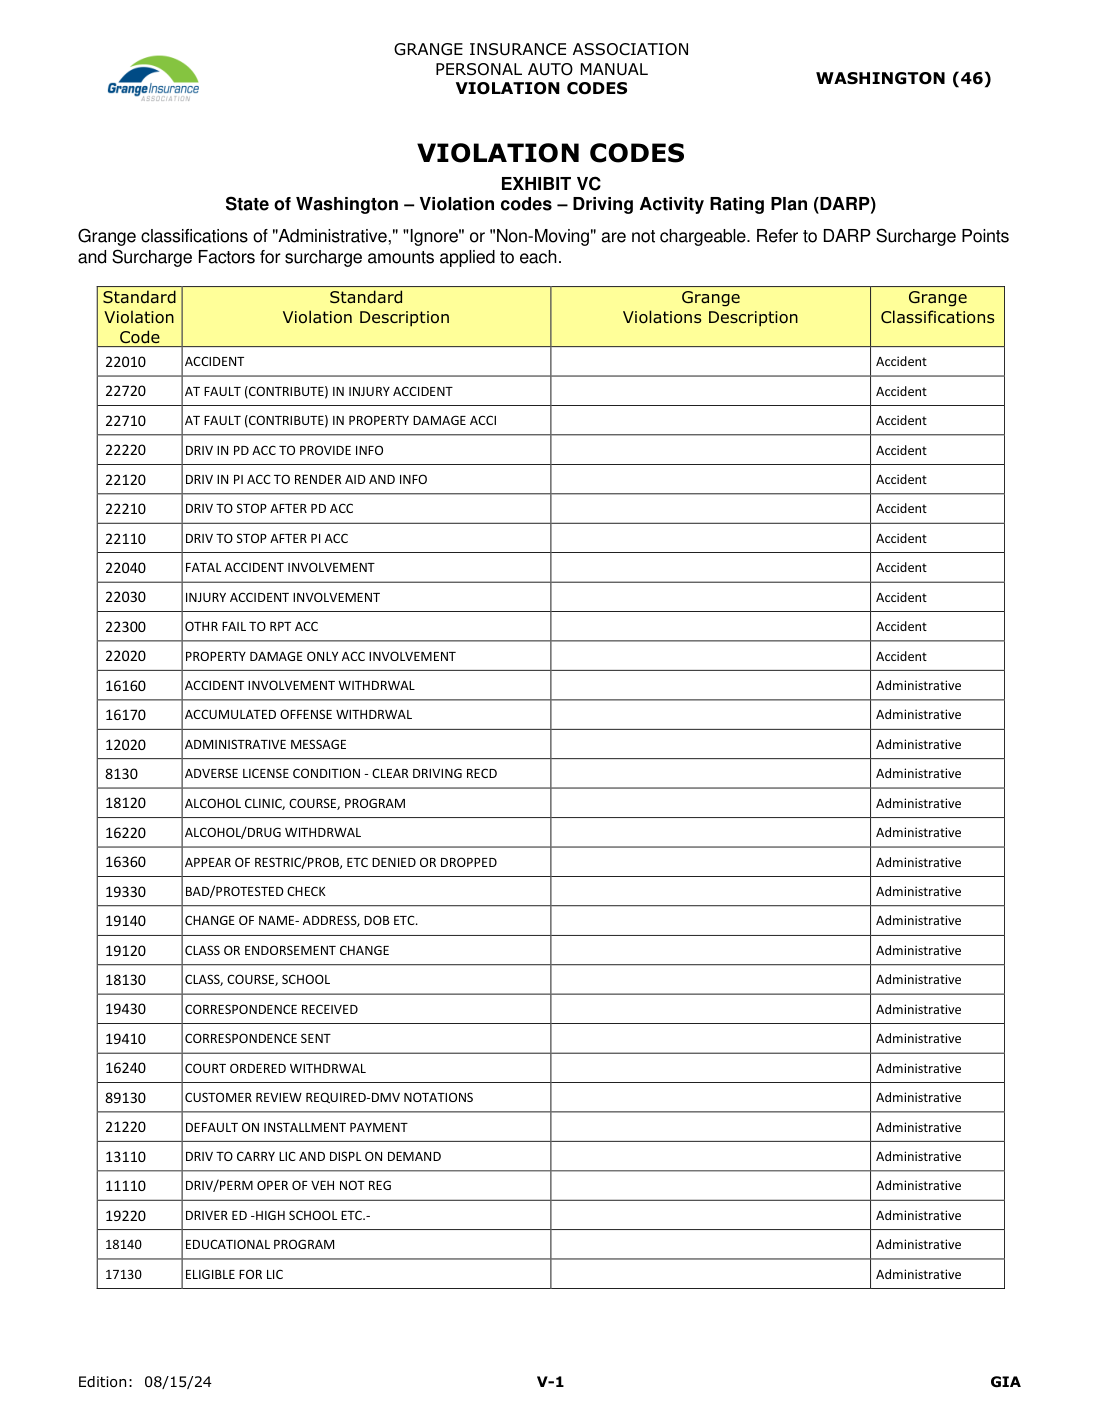 GrangeInsurance
ASSOCIATION
GRANGE INSURANCE ASSOCIATION
PERSONAL AUTO MANUAL
VIOLATION CODES
WASHINGTON (46)
VIOLATION CODES
EXHIBIT VC
State of Washington – Violation codes – Driving Activity Rating Plan (DARP)
Grange classifications of "Administrative," "Ignore" or "Non-Moving" are not chargeable. Refer to DARP Surcharge Points
and Surcharge Factors for surcharge amounts applied to each.
Standard Violation Code | Standard Violation Description | Grange Violations Description | Grange Classifications
22010 ACCIDENT Accident
22720 AT FAULT (CONTRIBUTE) IN INJURY ACCIDENT Accident
22710 AT FAULT (CONTRIBUTE) IN PROPERTY DAMAGE ACCI Accident
22220 DRIV IN PD ACC TO PROVIDE INFO Accident
22120 DRIV IN PI ACC TO RENDER AID AND INFO Accident
22210 DRIV TO STOP AFTER PD ACC Accident
22110 DRIV TO STOP AFTER PI ACC Accident
22040 FATAL ACCIDENT INVOLVEMENT Accident
22030 INJURY ACCIDENT INVOLVEMENT Accident
22300 OTHR FAIL TO RPT ACC Accident
22020 PROPERTY DAMAGE ONLY ACC INVOLVEMENT Accident
16160 ACCIDENT INVOLVEMENT WITHDRWAL Administrative
16170 ACCUMULATED OFFENSE WITHDRWAL Administrative
12020 ADMINISTRATIVE MESSAGE Administrative
8130 ADVERSE LICENSE CONDITION - CLEAR DRIVING RECD Administrative
18120 ALCOHOL CLINIC, COURSE, PROGRAM Administrative
16220 ALCOHOL/DRUG WITHDRWAL Administrative
16360 APPEAR OF RESTRIC/PROB, ETC DENIED OR DROPPED Administrative
19330 BAD/PROTESTED CHECK Administrative
19140 CHANGE OF NAME- ADDRESS, DOB ETC. Administrative
19120 CLASS OR ENDORSEMENT CHANGE Administrative
18130 CLASS, COURSE, SCHOOL Administrative
19430 CORRESPONDENCE RECEIVED Administrative
19410 CORRESPONDENCE SENT Administrative
16240 COURT ORDERED WITHDRWAL Administrative
89130 CUSTOMER REVIEW REQUIRED-DMV NOTATIONS Administrative
21220 DEFAULT ON INSTALLMENT PAYMENT Administrative
13110 DRIV TO CARRY LIC AND DISPL ON DEMAND Administrative
11110 DRIV/PERM OPER OF VEH NOT REG Administrative
19220 DRIVER ED -HIGH SCHOOL ETC.- Administrative
18140 EDUCATIONAL PROGRAM Administrative
17130 ELIGIBLE FOR LIC Administrative
Edition: 08/15/24 V-1 GIA